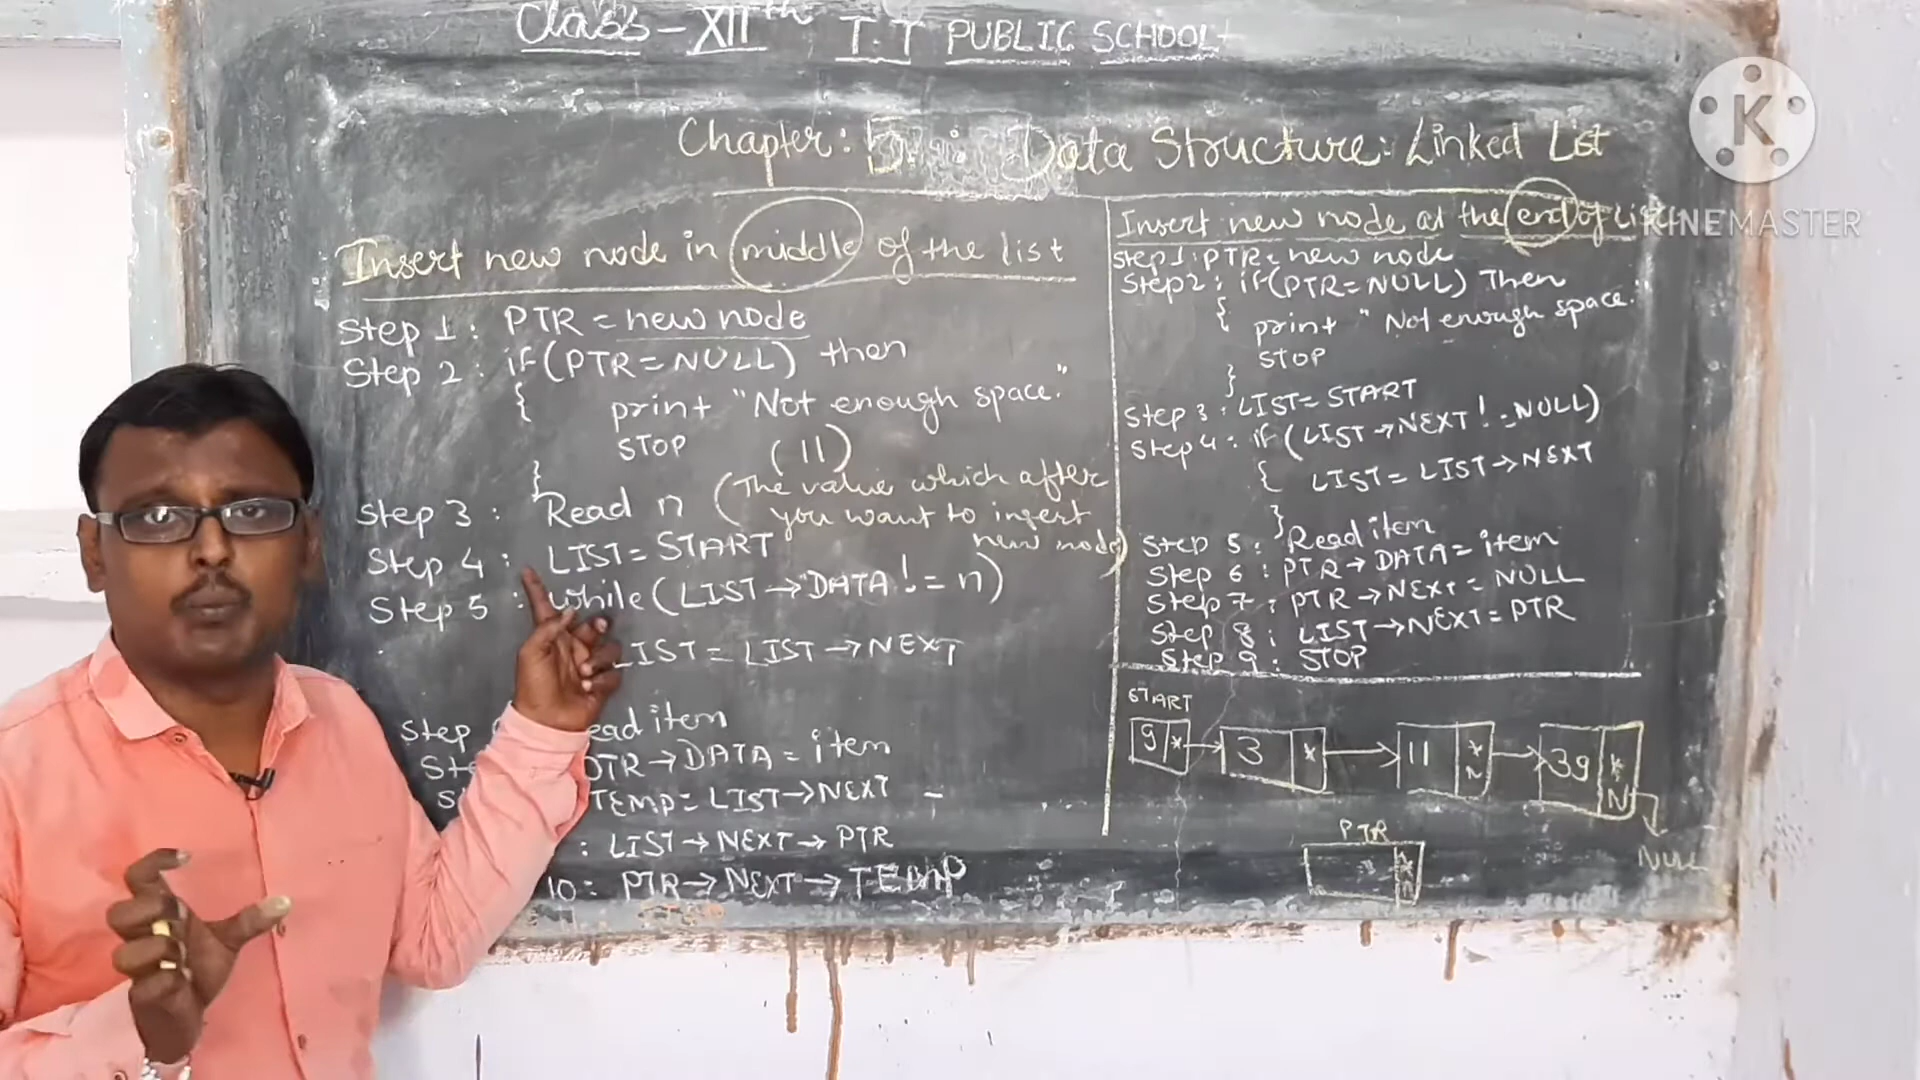 Class-XIIth T.T PUBLIC SCHOOL
Chapter: 5 : Data Structure: Linked List
K
KINEMASTER
Insert new node in middle of the list
Step 1: PTR = new node
Step 2: if(PTR=NULL) then
{ print "Not enough space."
STOP (11)
}
Step 3: Read n (The value which after
you want to insert
new node)
Step 4: LIST=START
Step 5: while(LIST→DATA!=n)
LIST = LIST→NEXT
Step Read item
PTR→DATA=item
TEMP=LIST→NEXT
: LIST→NEXT→PTR
10: PTR→NEXT→TEMP
Insert new node at the end of List
Step 1: PTR= new node
Step 2: if(PTR=NULL) Then
{ print "Not enough space."
STOP
}
Step 3: LIST=START
Step 4: if(LIST→NEXT!=NULL)
{ LIST=LIST→NEXT
}
Step 5: Read item
Step 6: PTR→DATA=item
Step 7: PTR→NEXT=NULL
Step 8: LIST→NEXT=PTR
Step 9: STOP
START
9 * 3 * 11 * N 39 * N
PTR
NULL